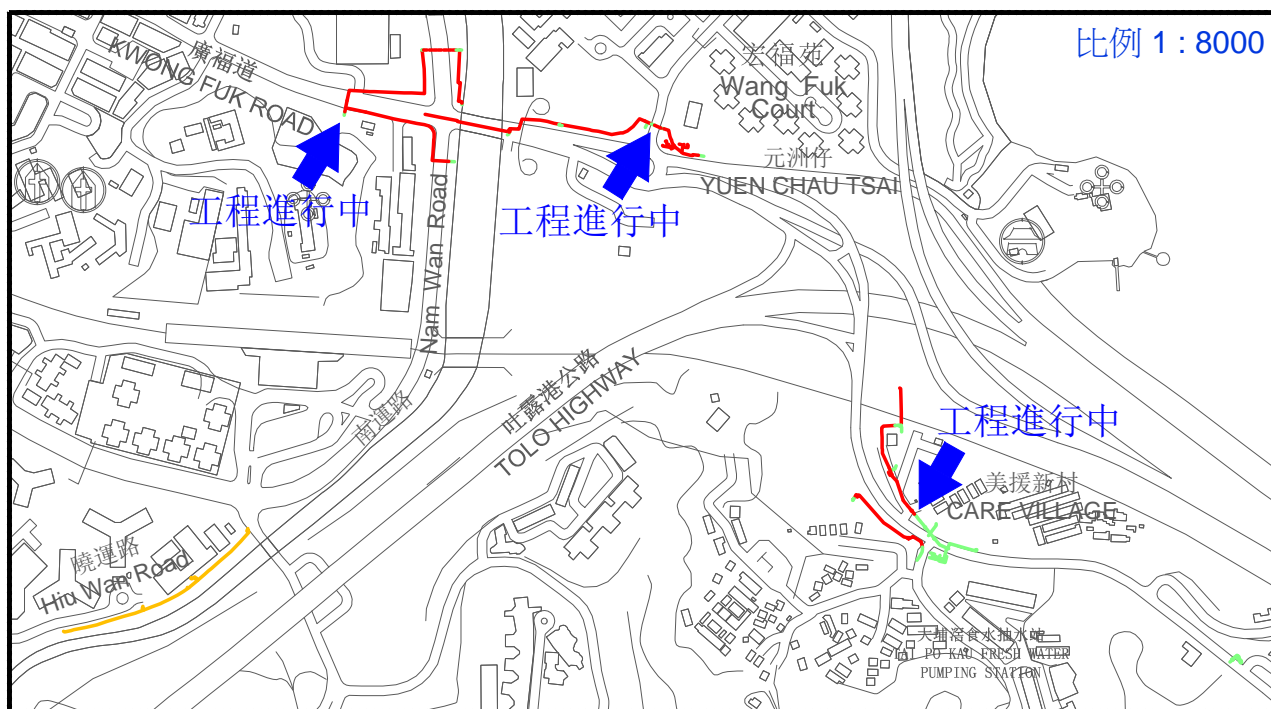 比例 1 : 8000
廣福道
KWONG FUK ROAD
宏福苑
Wang Fuk
Court
元洲仔
YUEN CHAU TSAI
工程進行中
工程進行中
Nam Wan Road
南運路
吐露港公路
TOLO HIGHWAY
工程進行中
美援新村
CARE VILLAGE
曉運路
Hiu Wan Road
大埔滘食水抽水站
TAI PO KAU FRESH WATER
PUMPING STATION